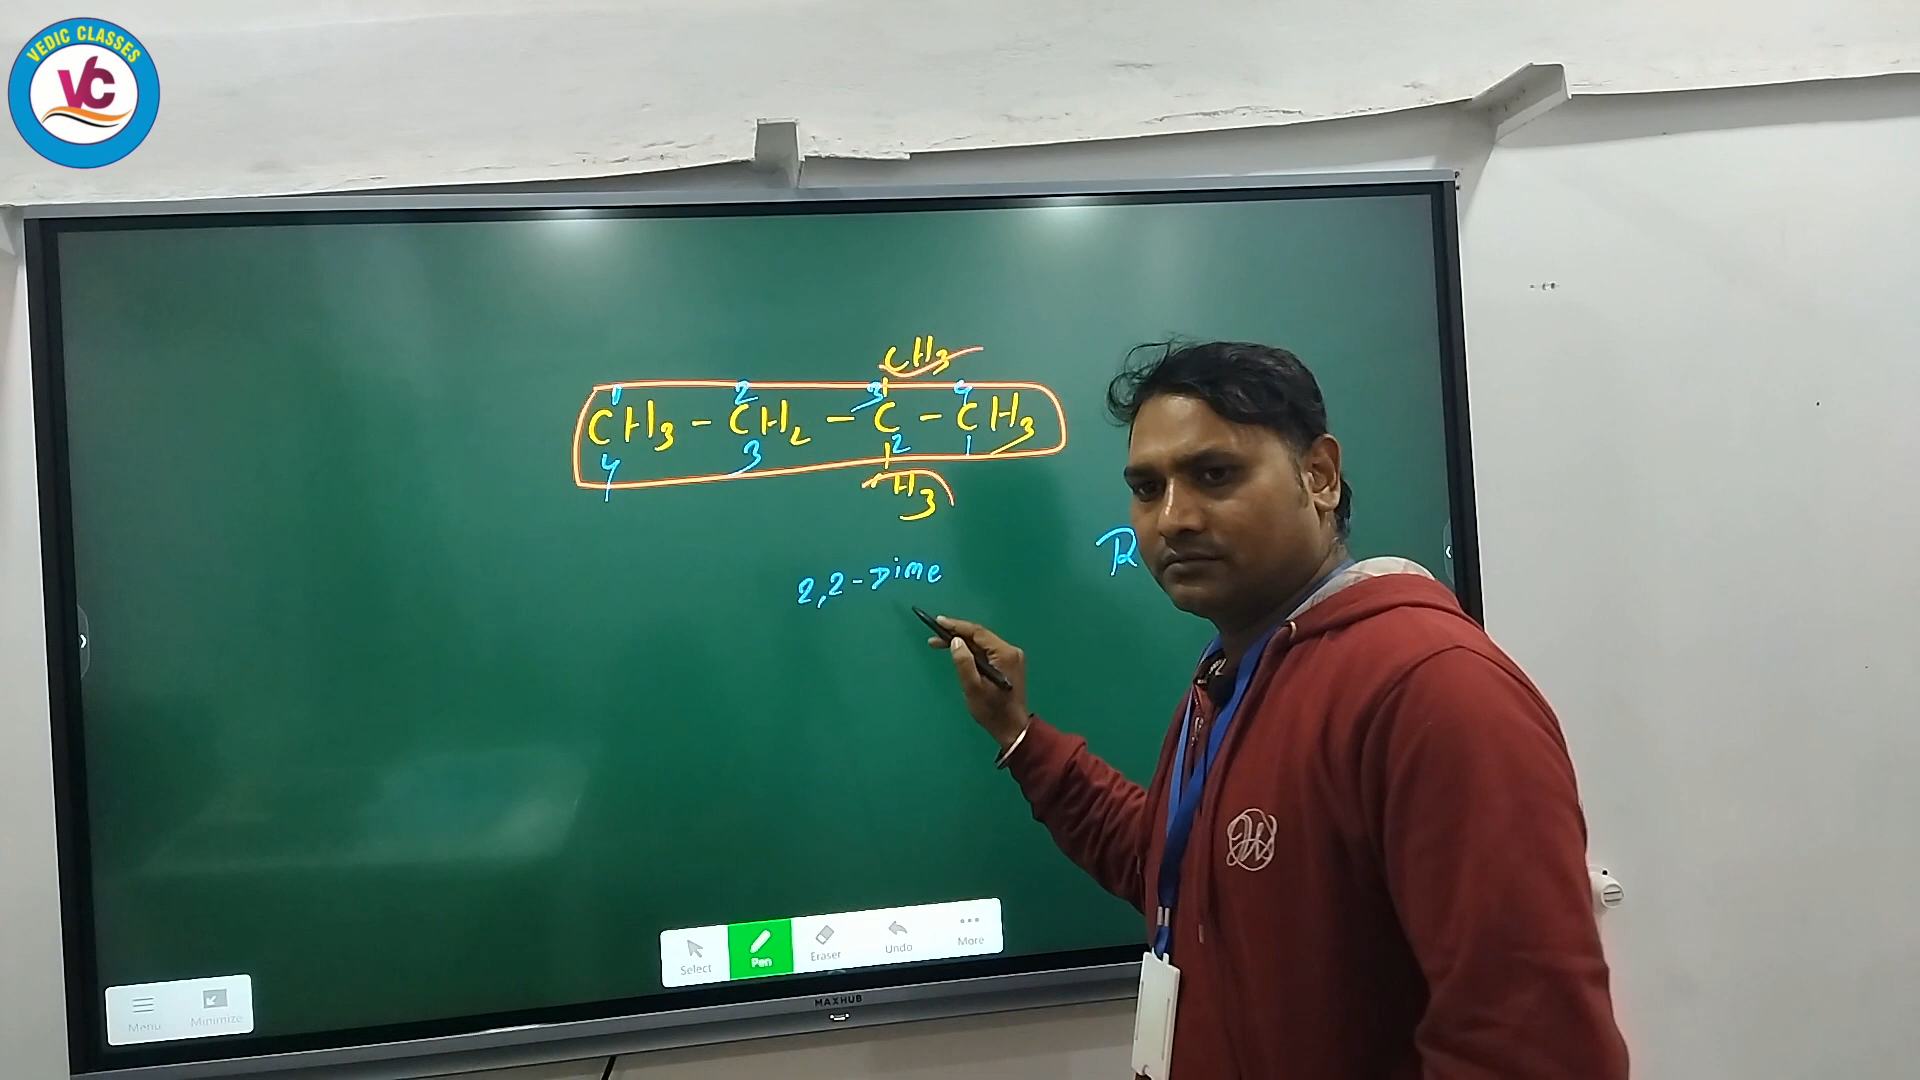 VEDIC CLASSES
VC
CH3
1 2 3 4
CH3 - CH2 - C - CH3
4 3 2 1
CH3
2,2-Dime
R
Select Pen Eraser Undo More
Menu Minimize
MAXHUB